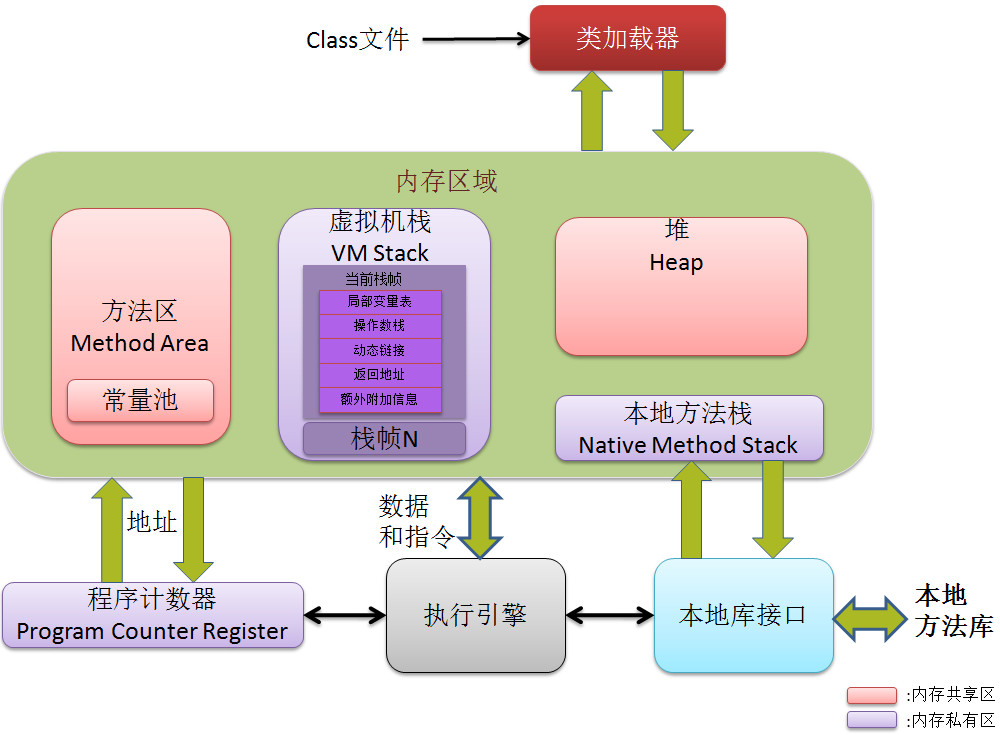 Class文件
类加载器
内存区域
方法区
Method Area
常量池
虚拟机栈
VM Stack
当前栈帧
局部变量表
操作数栈
动态链接
返回地址
额外附加信息
栈帧N
堆
Heap
本地方法栈
Native Method Stack
地址
数据
和指令
程序计数器
Program Counter Register
执行引擎
本地库接口
本地
方法库
:内存共享区
:内存私有区